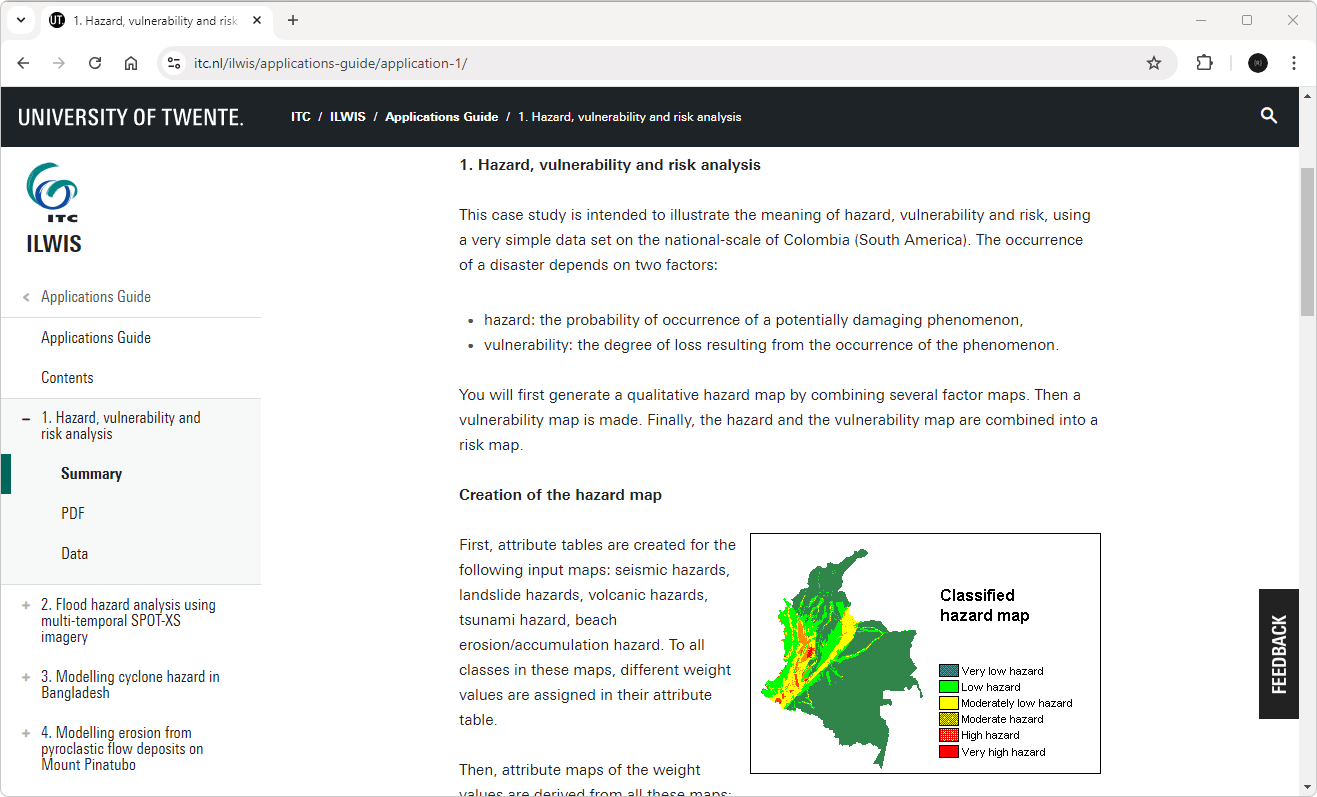 UT.
1. Hazard, vulnerability and risk
itc.nl/ilwis/applications-guide/application-1/
UNIVERSITY OF TWENTE.
ITC / ILWIS / Applications Guide / 1. Hazard, vulnerability and risk analysis
ITC
ILWIS
Applications Guide
Applications Guide
Contents
1. Hazard, vulnerability and
risk analysis
Summary
PDF
Data
2. Flood hazard analysis using
multi-temporal SPOT-XS
imagery
3. Modelling cyclone hazard in
Bangladesh
4. Modelling erosion from
pyroclastic flow deposits on
Mount Pinatubo
1. Hazard, vulnerability and risk analysis
This case study is intended to illustrate the meaning of hazard, vulnerability and risk, using
a very simple data set on the national-scale of Colombia (South America). The occurrence
of a disaster depends on two factors:
• hazard: the probability of occurrence of a potentially damaging phenomenon,
• vulnerability: the degree of loss resulting from the occurrence of the phenomenon.
You will first generate a qualitative hazard map by combining several factor maps. Then a
vulnerability map is made. Finally, the hazard and the vulnerability map are combined into a
risk map.
Creation of the hazard map
First, attribute tables are created for the
following input maps: seismic hazards,
landslide hazards, volcanic hazards,
tsunami hazard, beach
erosion/accumulation hazard. To all
classes in these maps, different weight
values are assigned in their attribute
table.
Then, attribute maps of the weight
values are derived from all these maps;
Classified
hazard map
Very low hazard
Low hazard
Moderately low hazard
Moderate hazard
High hazard
Very high hazard
FEEDBACK